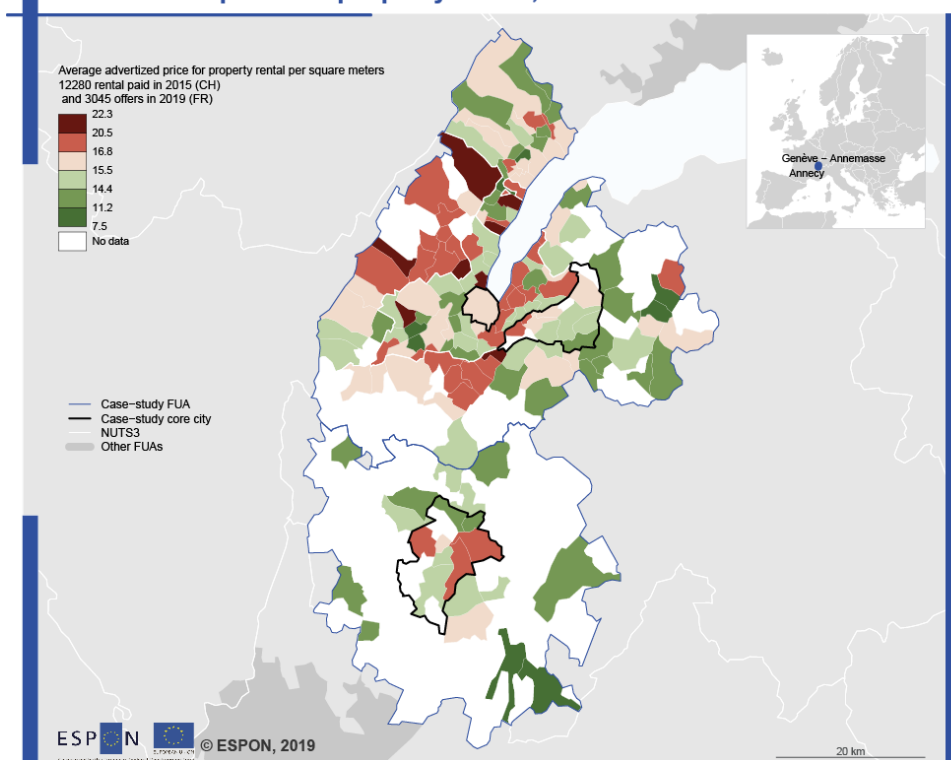 Average advertized price for property rental per square meters
12280 rental paid in 2015 (CH)
and 3045 offers in 2019 (FR)
22.3
20.5
16.8
15.5
14.4
11.2
7.5
No data
Genève – Annemasse
Annecy
Case–study FUA
Case–study core city
NUTS3
Other FUAs
ESPON
© ESPON, 2019
20 km